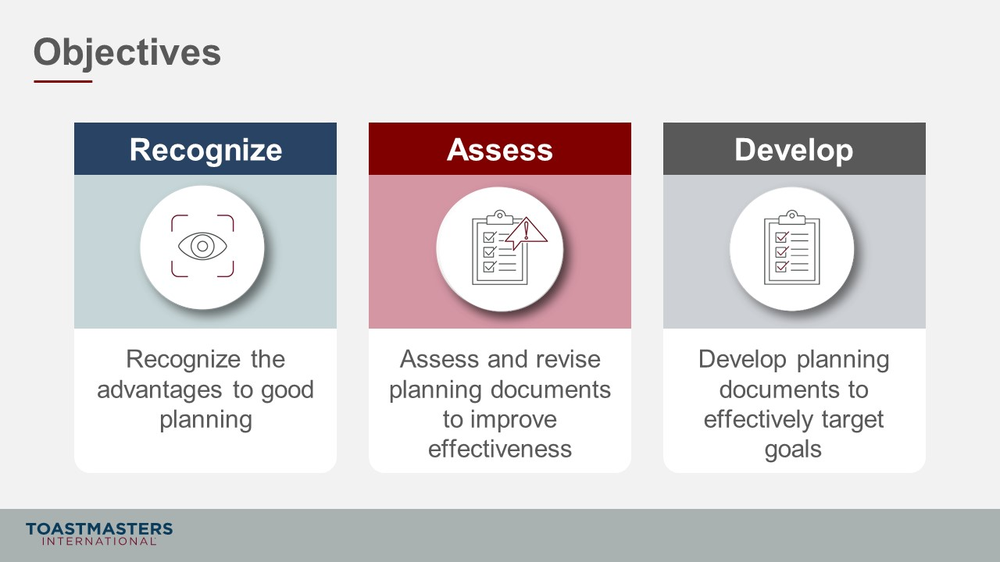 Objectives
Recognize
Recognize the
advantages to good
planning
Assess
Assess and revise
planning documents
to improve
effectiveness
Develop
Develop planning
documents to
effectively target
goals
TOASTMASTERS
INTERNATIONAL